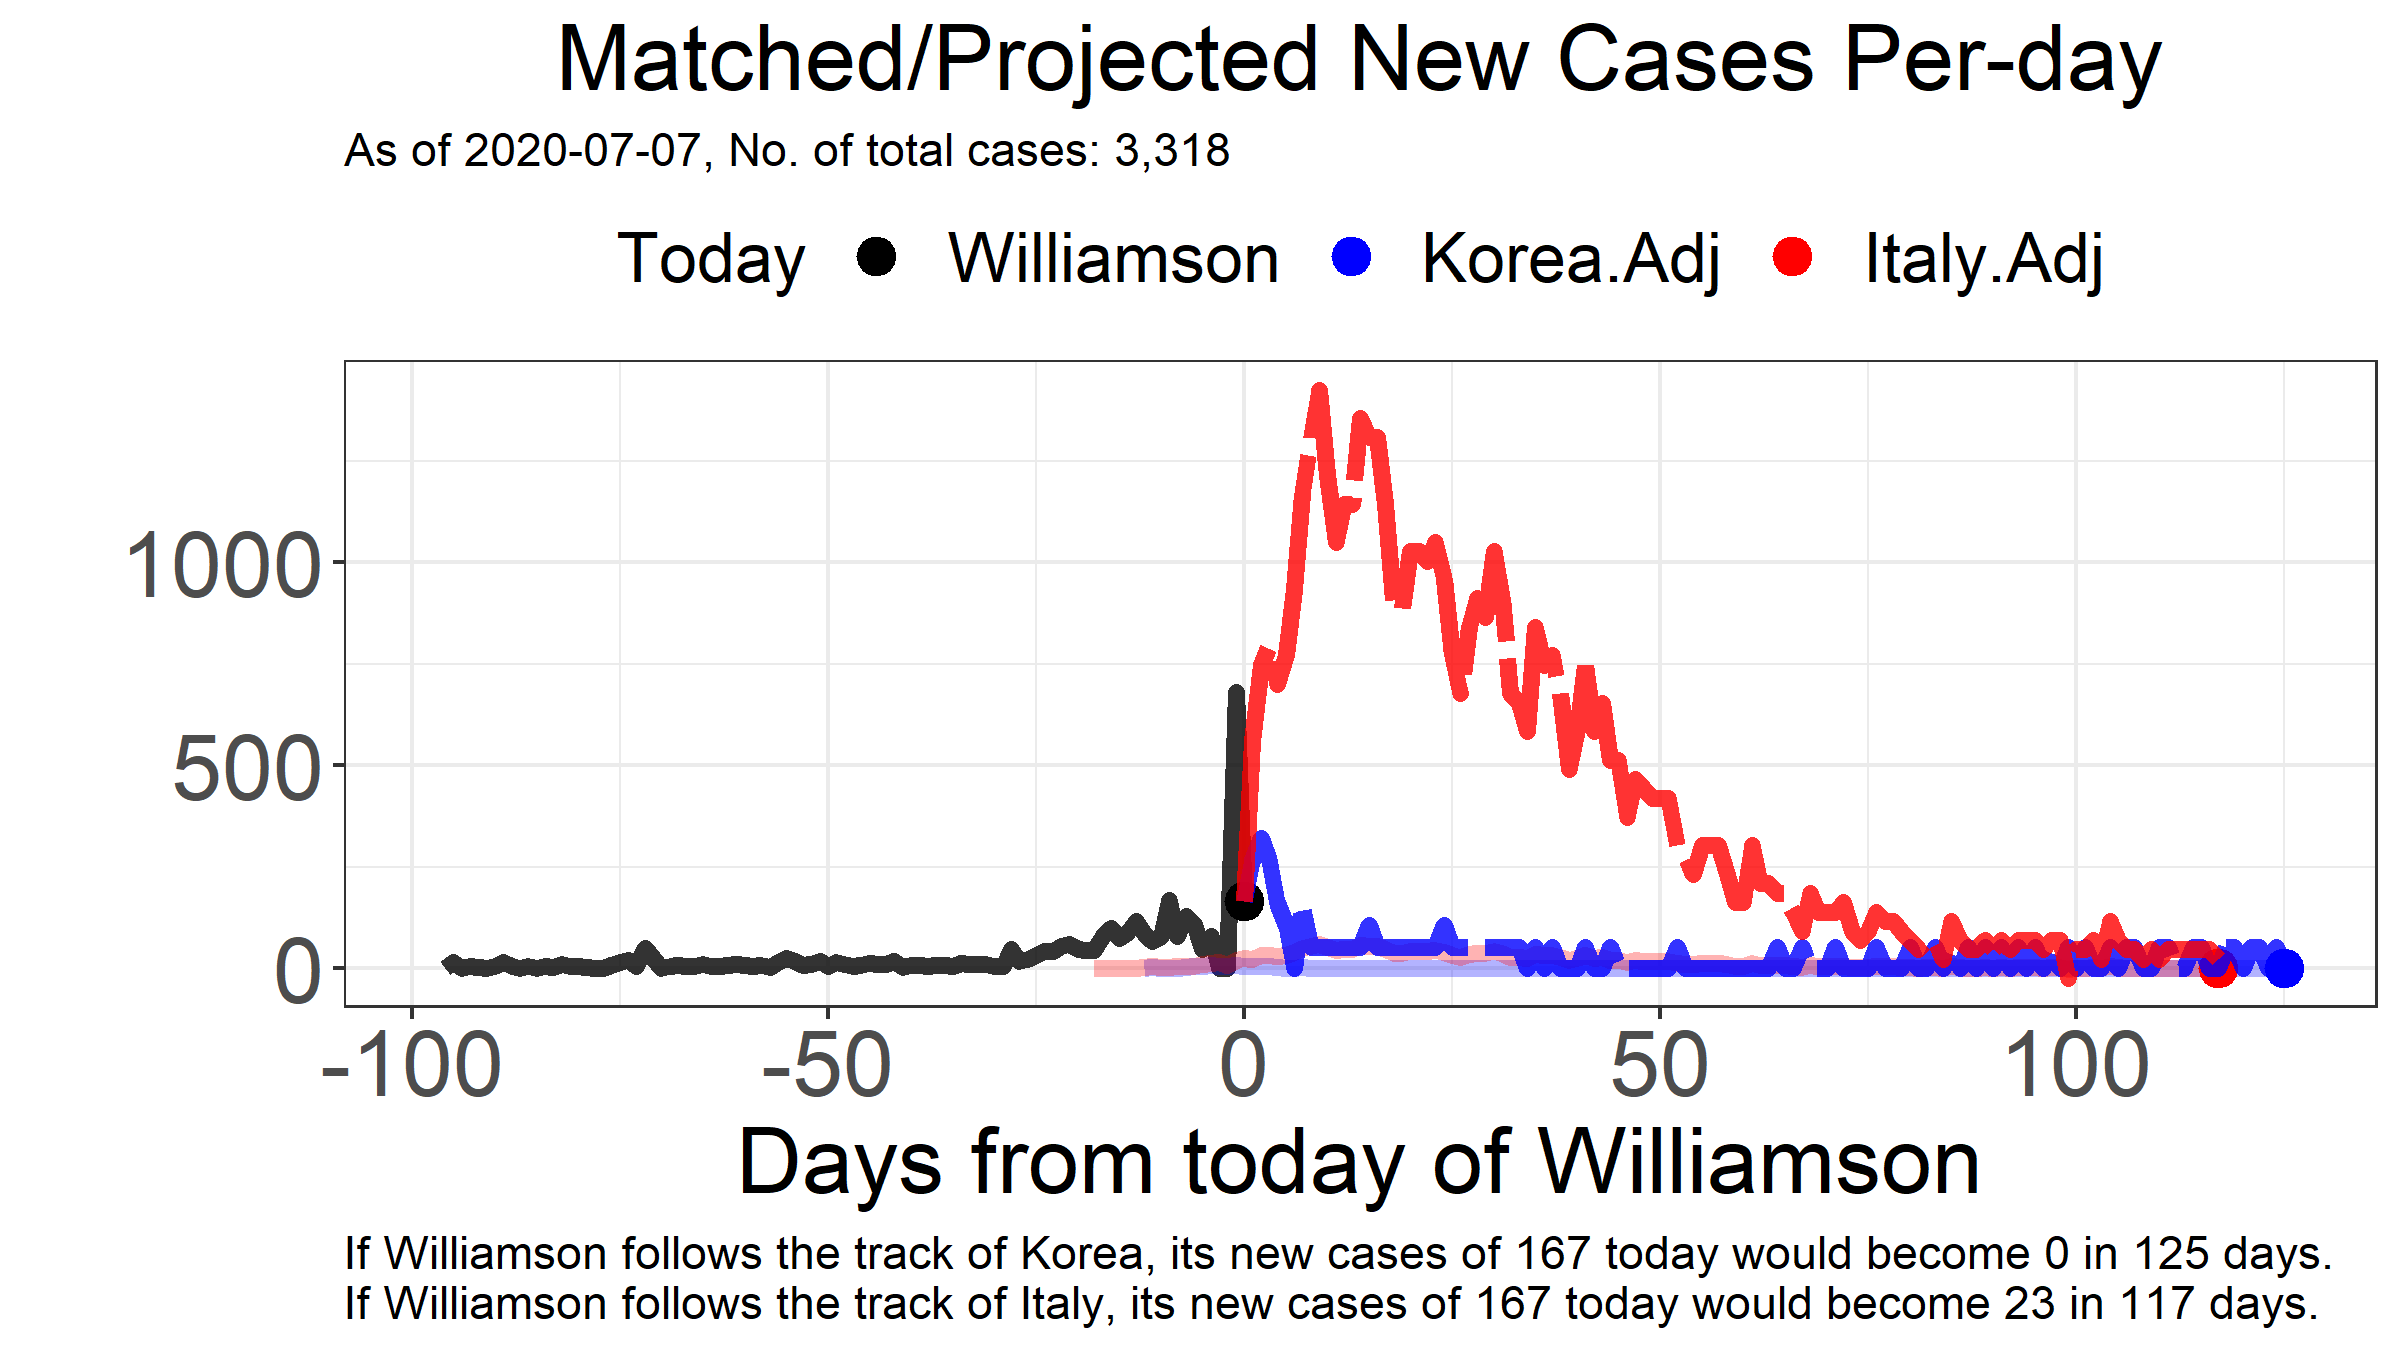 Matched/Projected New Cases Per-day
As of 2020-07-07, No. of total cases: 3,318
Today Williamson Korea.Adj Italy.Adj
1000
500
0
-100 -50 0 50 100
Days from today of Williamson
If Williamson follows the track of Korea, its new cases of 167 today would become 0 in 125 days.
If Williamson follows the track of Italy, its new cases of 167 today would become 23 in 117 days.